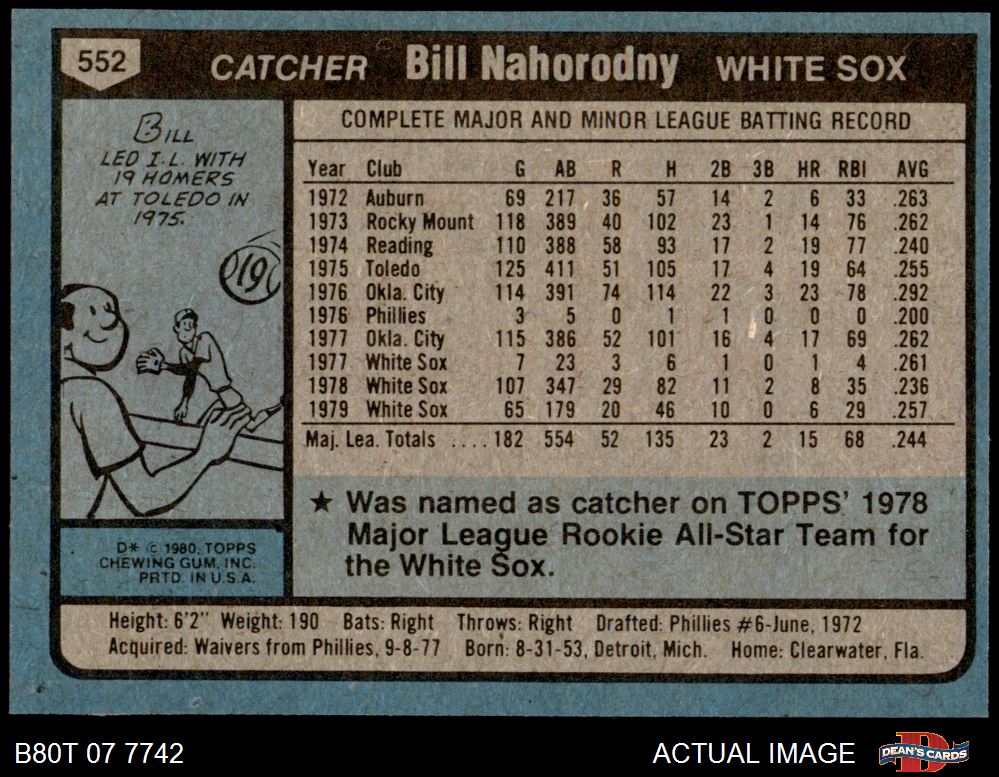 552 CATCHER Bill Nahorodny WHITE SOX
BILL
LED I.L. WITH
19 HOMERS
AT TOLEDO IN
1975.
19
COMPLETE MAJOR AND MINOR LEAGUE BATTING RECORD
Year Club G AB R H 2B 3B HR RBI AVG
1972 Auburn 69 217 36 57 14 2 6 33 .263
1973 Rocky Mount 118 389 40 102 23 1 14 76 .262
1974 Reading 110 388 58 93 17 2 19 77 .240
1975 Toledo 125 411 51 105 17 4 19 64 .255
1976 Okla. City 114 391 74 114 22 3 23 78 .292
1976 Phillies 3 5 0 1 1 0 0 0 .200
1977 Okla. City 115 386 52 101 16 4 17 69 .262
1977 White Sox 7 23 3 6 1 0 1 4 .261
1978 White Sox 107 347 29 82 11 2 8 35 .236
1979 White Sox 65 179 20 46 10 0 6 29 .257
Maj. Lea. Totals .... 182 554 52 135 23 2 15 68 .244
★ Was named as catcher on TOPPS' 1978
Major League Rookie All-Star Team for
the White Sox.
D* © 1980, TOPPS
CHEWING GUM, INC.
PRTD. IN U.S.A.
Height: 6'2" Weight: 190 Bats: Right Throws: Right Drafted: Phillies #6-June, 1972
Acquired: Waivers from Phillies, 9-8-77 Born: 8-31-53, Detroit, Mich. Home: Clearwater, Fla.
B80T 07 7742 ACTUAL IMAGE D DEAN'S CARDS